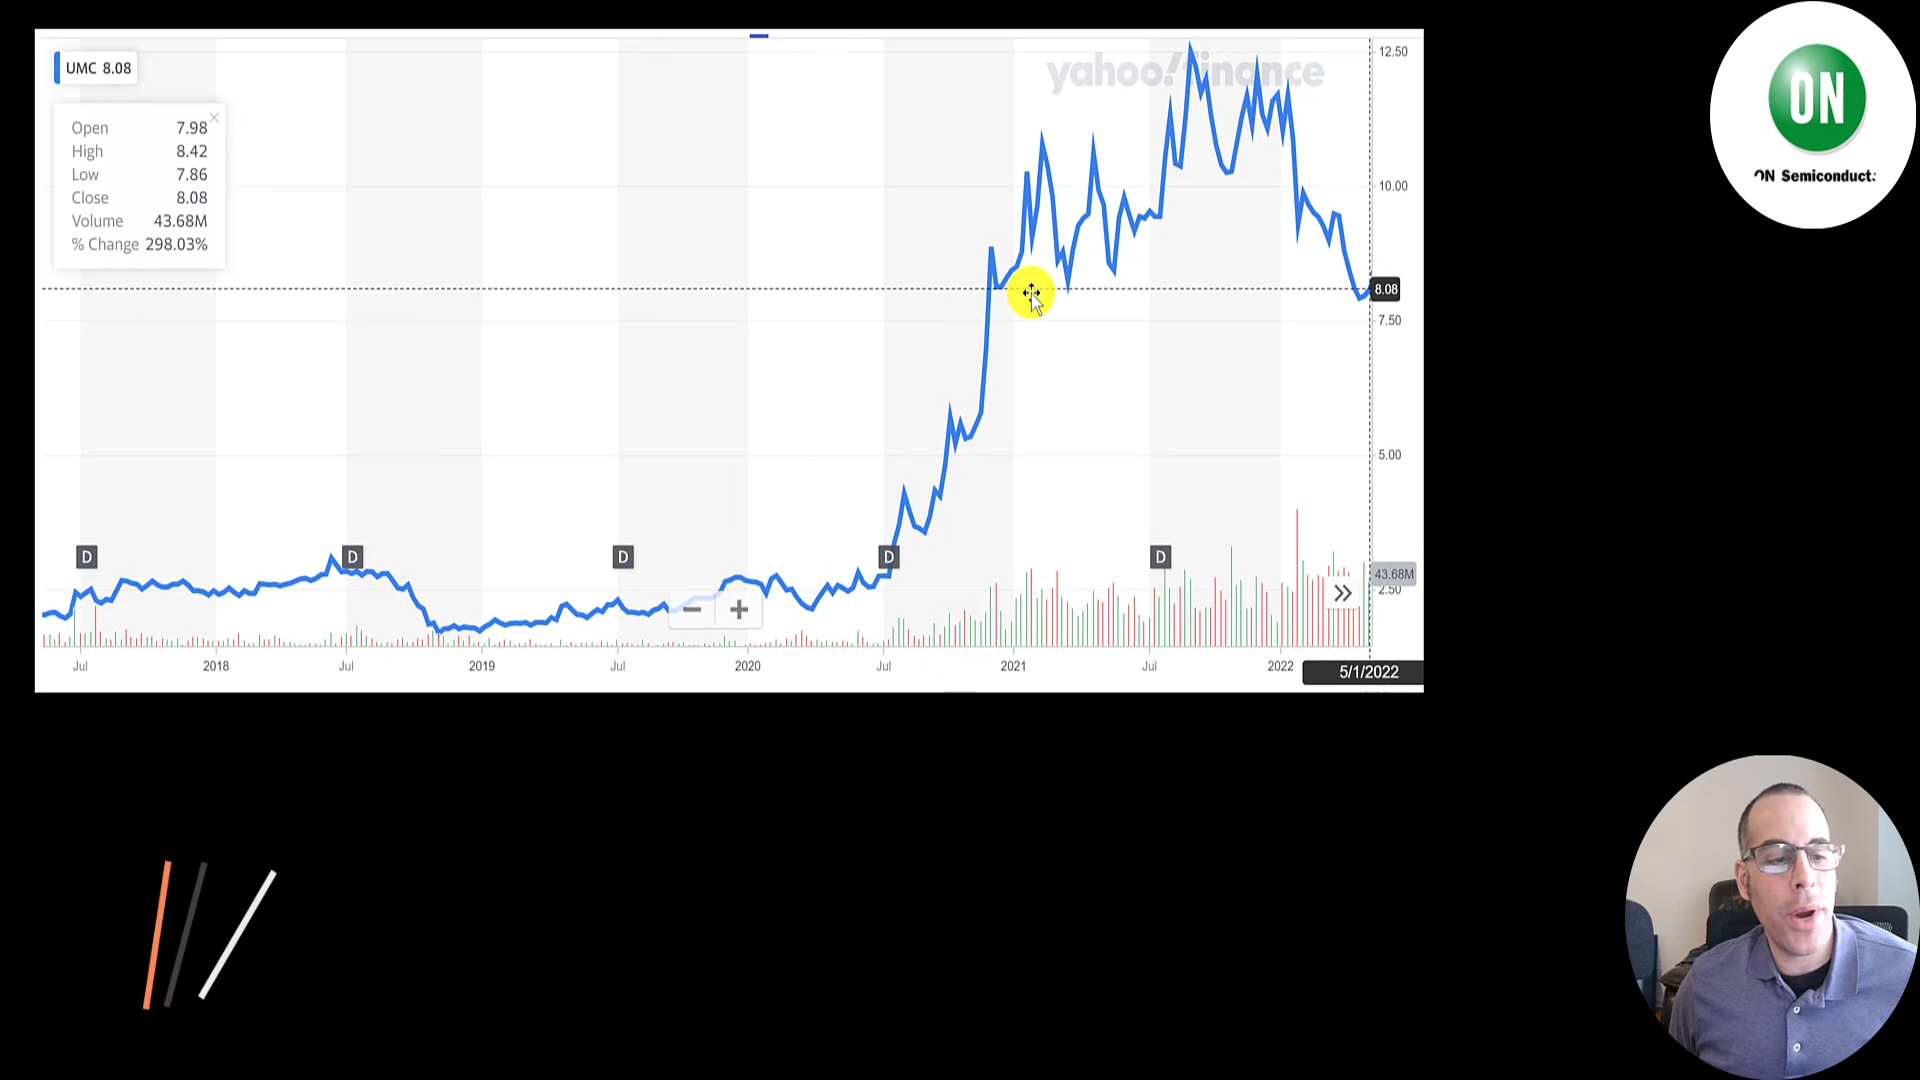 UMC 8.08
yahoo!finance
12.50
Open 7.98
High 8.42
Low 7.86
Close 8.08
Volume 43.68M
% Change 298.03%
10.00
8.08
7.50
5.00
D D D D D
43.68M
2.50
Jul 2018 Jul 2019 Jul 2020 Jul 2021 Jul 2022
5/1/2022
ON
ON Semiconduct